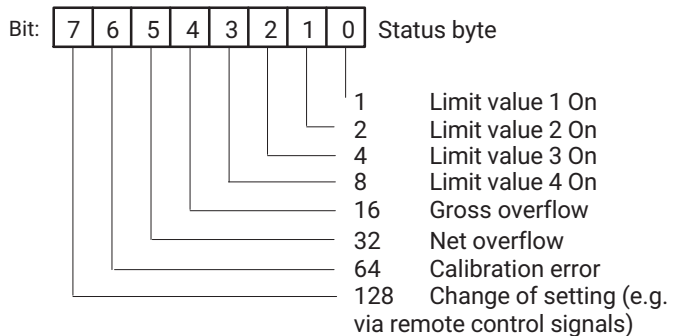 Bit: 7 6 5 4 3 2 1 0 Status byte
1 Limit value 1 On
2 Limit value 2 On
4 Limit value 3 On
8 Limit value 4 On
16 Gross overflow
32 Net overflow
64 Calibration error
128 Change of setting (e.g.
via remote control signals)